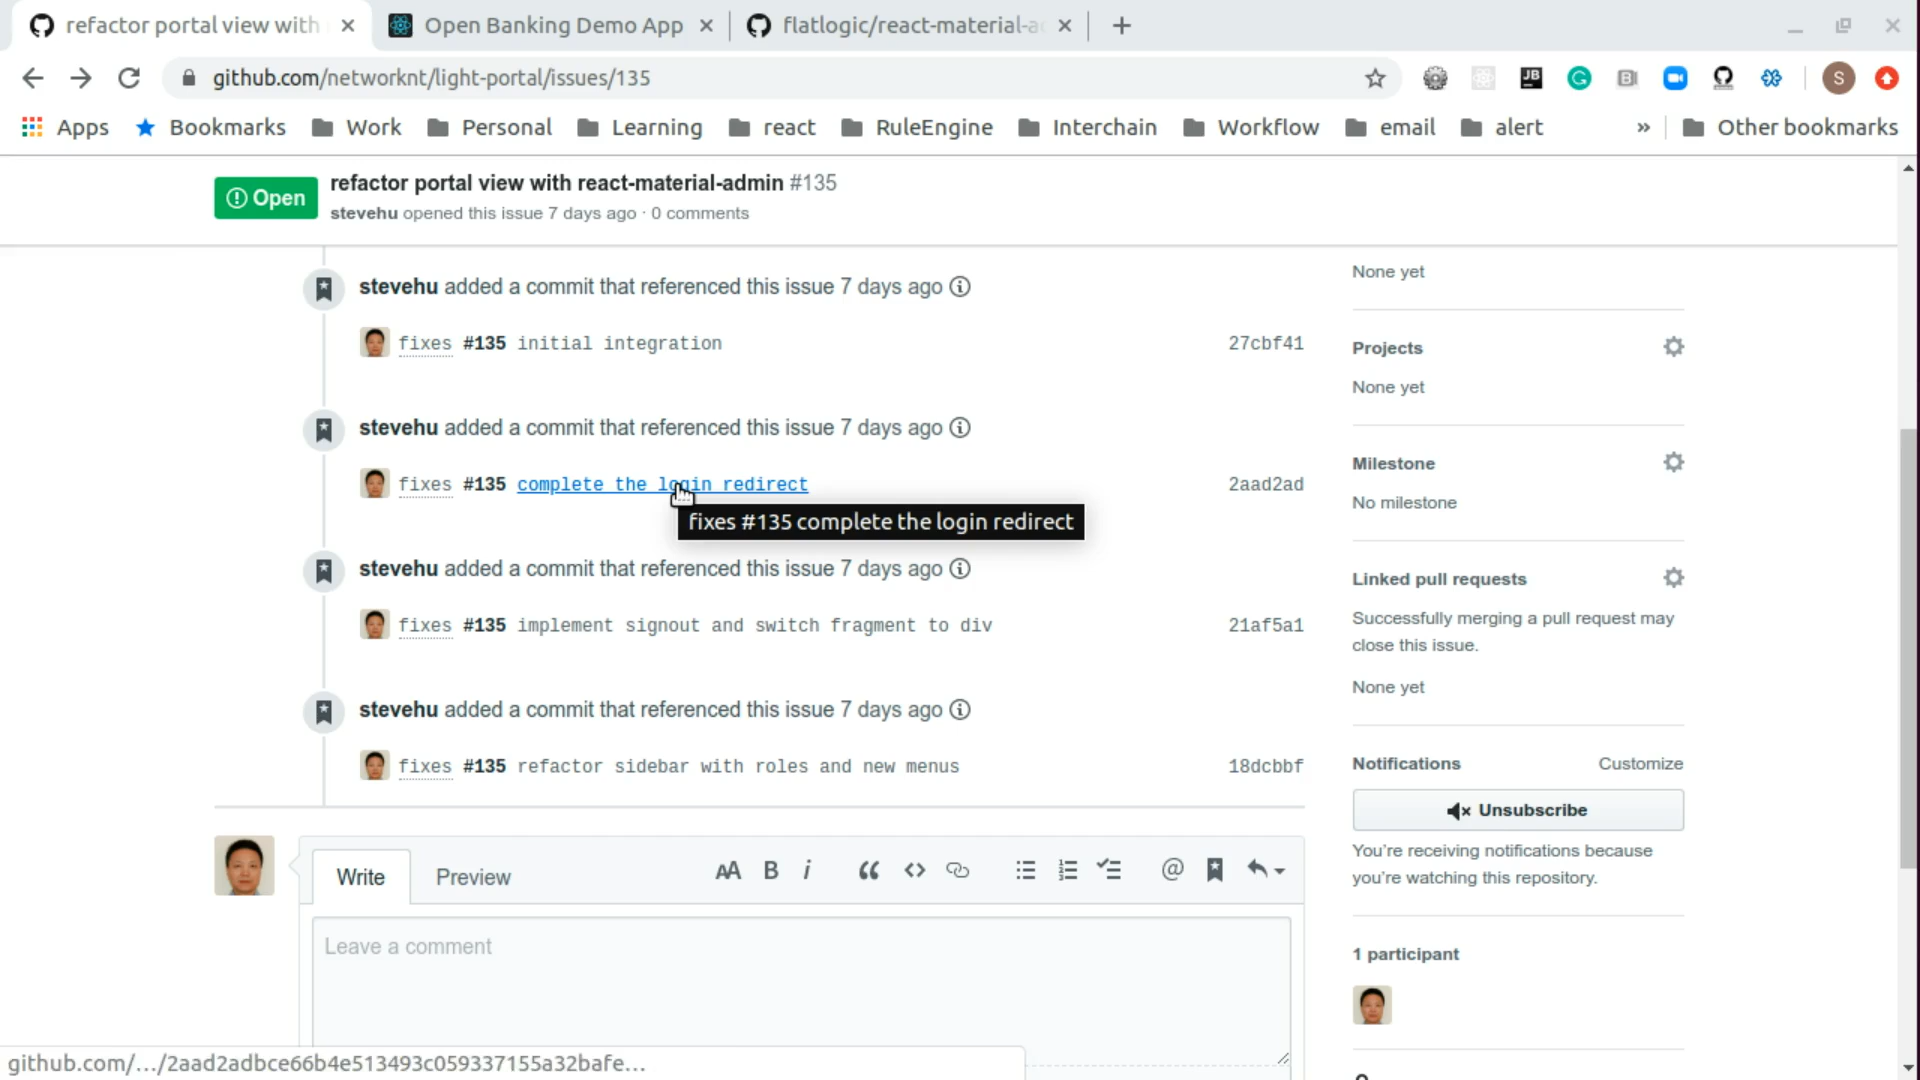 refactor portal view with
Open Banking Demo App
flatlogic/react-material-a
github.com/networknt/light-portal/issues/135
JB
G
B
S
Apps
Bookmarks
Work
Personal
Learning
react
RuleEngine
Interchain
Workflow
email
alert
»
Other bookmarks
Open
refactor portal view with react-material-admin #135
stevehu opened this issue 7 days ago · 0 comments
stevehu added a commit that referenced this issue 7 days ago
fixes #135 initial integration
27cbf41
stevehu added a commit that referenced this issue 7 days ago
fixes #135 complete the login redirect
2aad2ad
fixes #135 complete the login redirect
stevehu added a commit that referenced this issue 7 days ago
fixes #135 implement signout and switch fragment to div
21af5a1
stevehu added a commit that referenced this issue 7 days ago
fixes #135 refactor sidebar with roles and new menus
18dcbbf
None yet
Projects
None yet
Milestone
No milestone
Linked pull requests
Successfully merging a pull request may
close this issue.
None yet
Notifications
Customize
Unsubscribe
You're receiving notifications because
you're watching this repository.
1 participant
Write
Preview
AA B i
Leave a comment
github.com/.../2aad2adbce66b4e513493c059337155a32bafe...